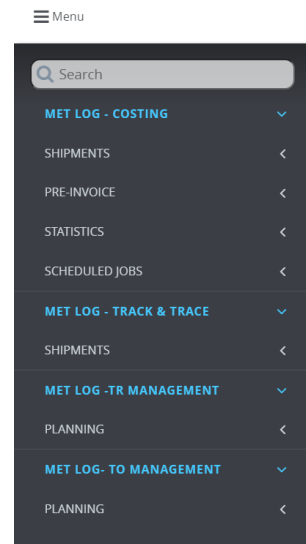 Menu
Search
MET LOG - COSTING
SHIPMENTS
PRE-INVOICE
STATISTICS
SCHEDULED JOBS
MET LOG - TRACK & TRACE
SHIPMENTS
MET LOG -TR MANAGEMENT
PLANNING
MET LOG- TO MANAGEMENT
PLANNING